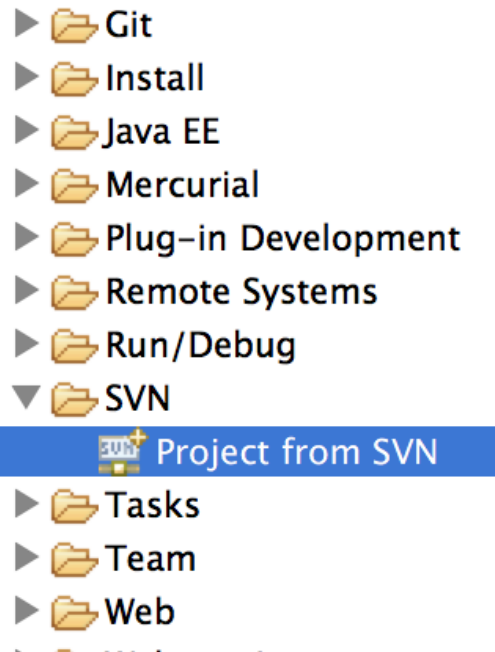 Git
Install
Java EE
Mercurial
Plug-in Development
Remote Systems
Run/Debug
SVN
Project from SVN
Tasks
Team
Web